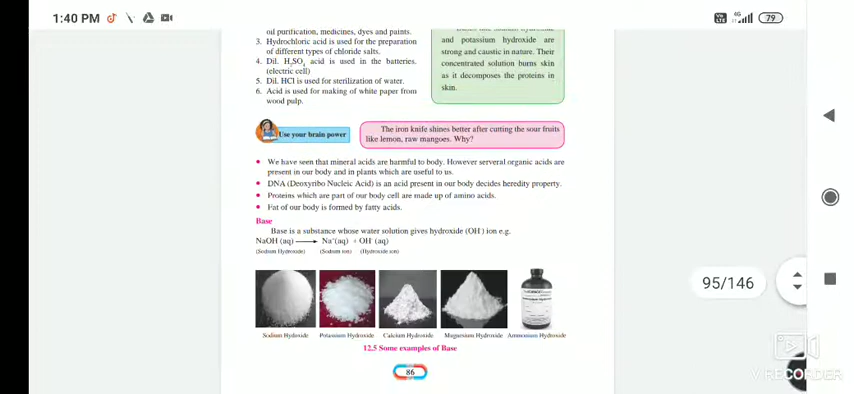 1:40 PM
4G
79
oil purification, medicines, dyes and paints.
3. Hydrochloric acid is used for the preparation
of different types of chloride salts.
4. Dil. H2SO4 acid is used in the batteries.
(electric cell)
5. Dil. HCl is used for sterilization of water.
6. Acid is used for making of white paper from
wood pulp.
and potassium hydroxide are
strong and caustic in nature. Their
concentrated solution burns skin
as it decomposes the proteins in
skin.
Use your brain power
The iron knife shines better after cutting the sour fruits
like lemon, raw mangoes. Why?
• We have seen that mineral acids are harmful to body. However serveral organic acids are
present in our body and in plants which are useful to us.
• DNA (Deoxyribo Nucleic Acid) is an acid present in our body decides heredity property.
• Proteins which are part of our body cell are made up of amino acids.
• Fat of our body is formed by fatty acids.
Base
Base is a substance whose water solution gives hydroxide (OH-) ion e.g.
NaOH (aq) ⟶ Na+(aq) + OH- (aq)
(Sodium Hydroxide) (Sodium ion) (Hydroxide ion)
95/146
Sodium Hydroxide Potassium Hydroxide Calcium Hydroxide Magnesium Hydroxide Ammonium Hydroxide
12.5 Some examples of Base
86
VIRECORDER